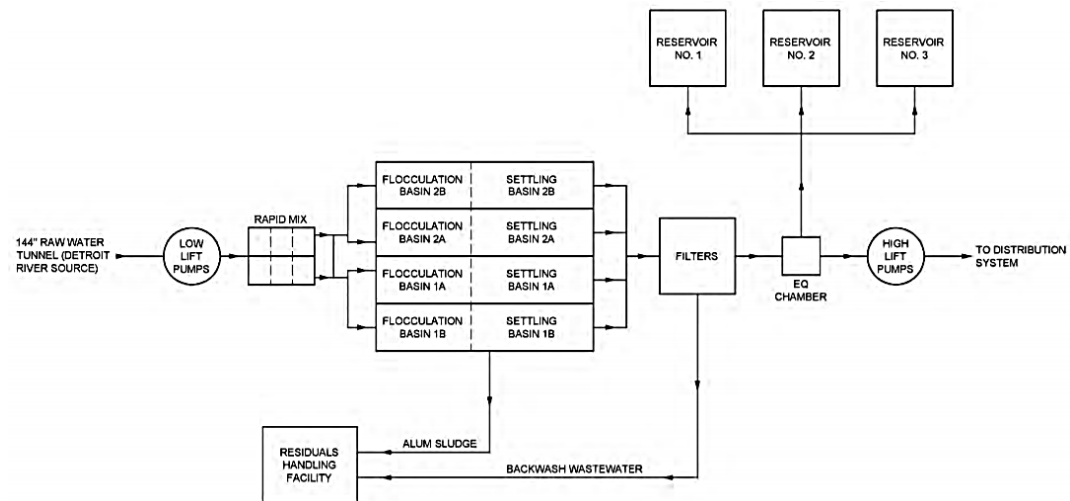 RESERVOIR
NO. 1
RESERVOIR
NO. 2
RESERVOIR
NO. 3
144" RAW WATER
TUNNEL (DETROIT
RIVER SOURCE)
LOW
LIFT
PUMPS
RAPID MIX
FLOCCULATION
BASIN 2B
SETTLING
BASIN 2B
FLOCCULATION
BASIN 2A
SETTLING
BASIN 2A
FLOCCULATION
BASIN 1A
SETTLING
BASIN 1A
FLOCCULATION
BASIN 1B
SETTLING
BASIN 1B
FILTERS
EQ
CHAMBER
HIGH
LIFT
PUMPS
TO DISTRIBUTION
SYSTEM
ALUM SLUDGE
RESIDUALS
HANDLING
FACILITY
BACKWASH WASTEWATER